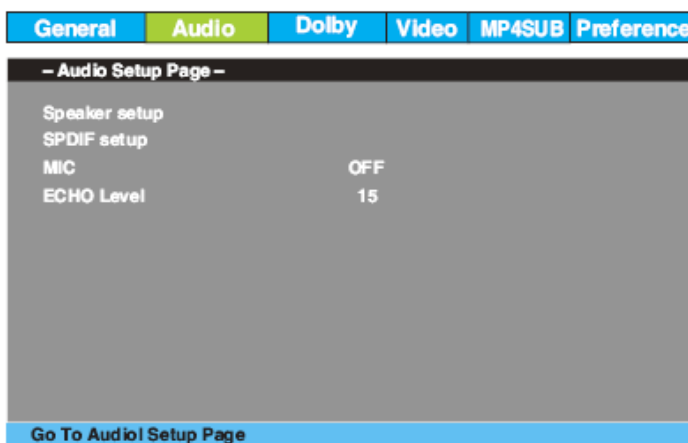 General Audio Dolby Video MP4SUB Preference
– Audio Setup Page –
Speaker setup
SPDIF setup
MIC OFF
ECHO Level 15
Go To Audiol Setup Page